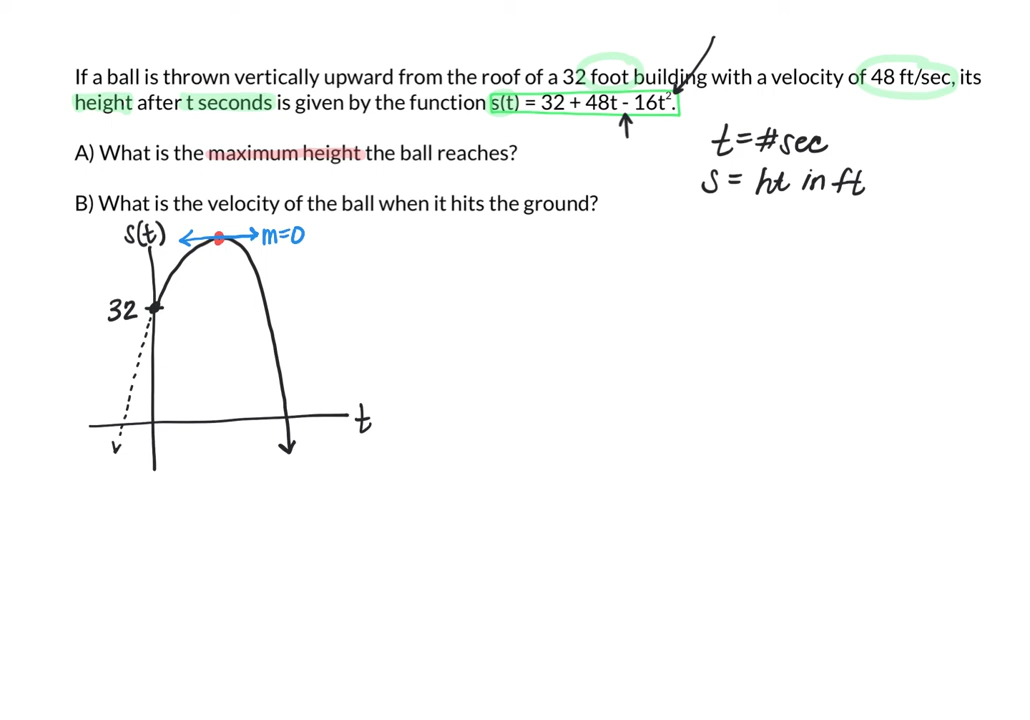 If a ball is thrown vertically upward from the roof of a 32 foot building with a velocity of 48 ft/sec, its
height after t seconds is given by the function s(t) = 32 + 48t - 16t².
t = # sec
A) What is the maximum height the ball reaches?
s = ht in ft
B) What is the velocity of the ball when it hits the ground?
s(t)
m=0
32
t